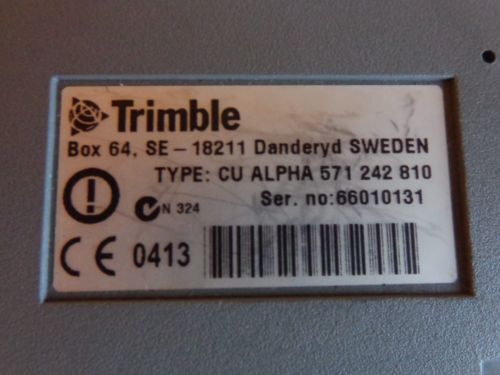 Trimble
Box 64, SE – 18211 Danderyd SWEDEN
TYPE: CU ALPHA 571 242 810
N 324
Ser. no:66010131
CE 0413